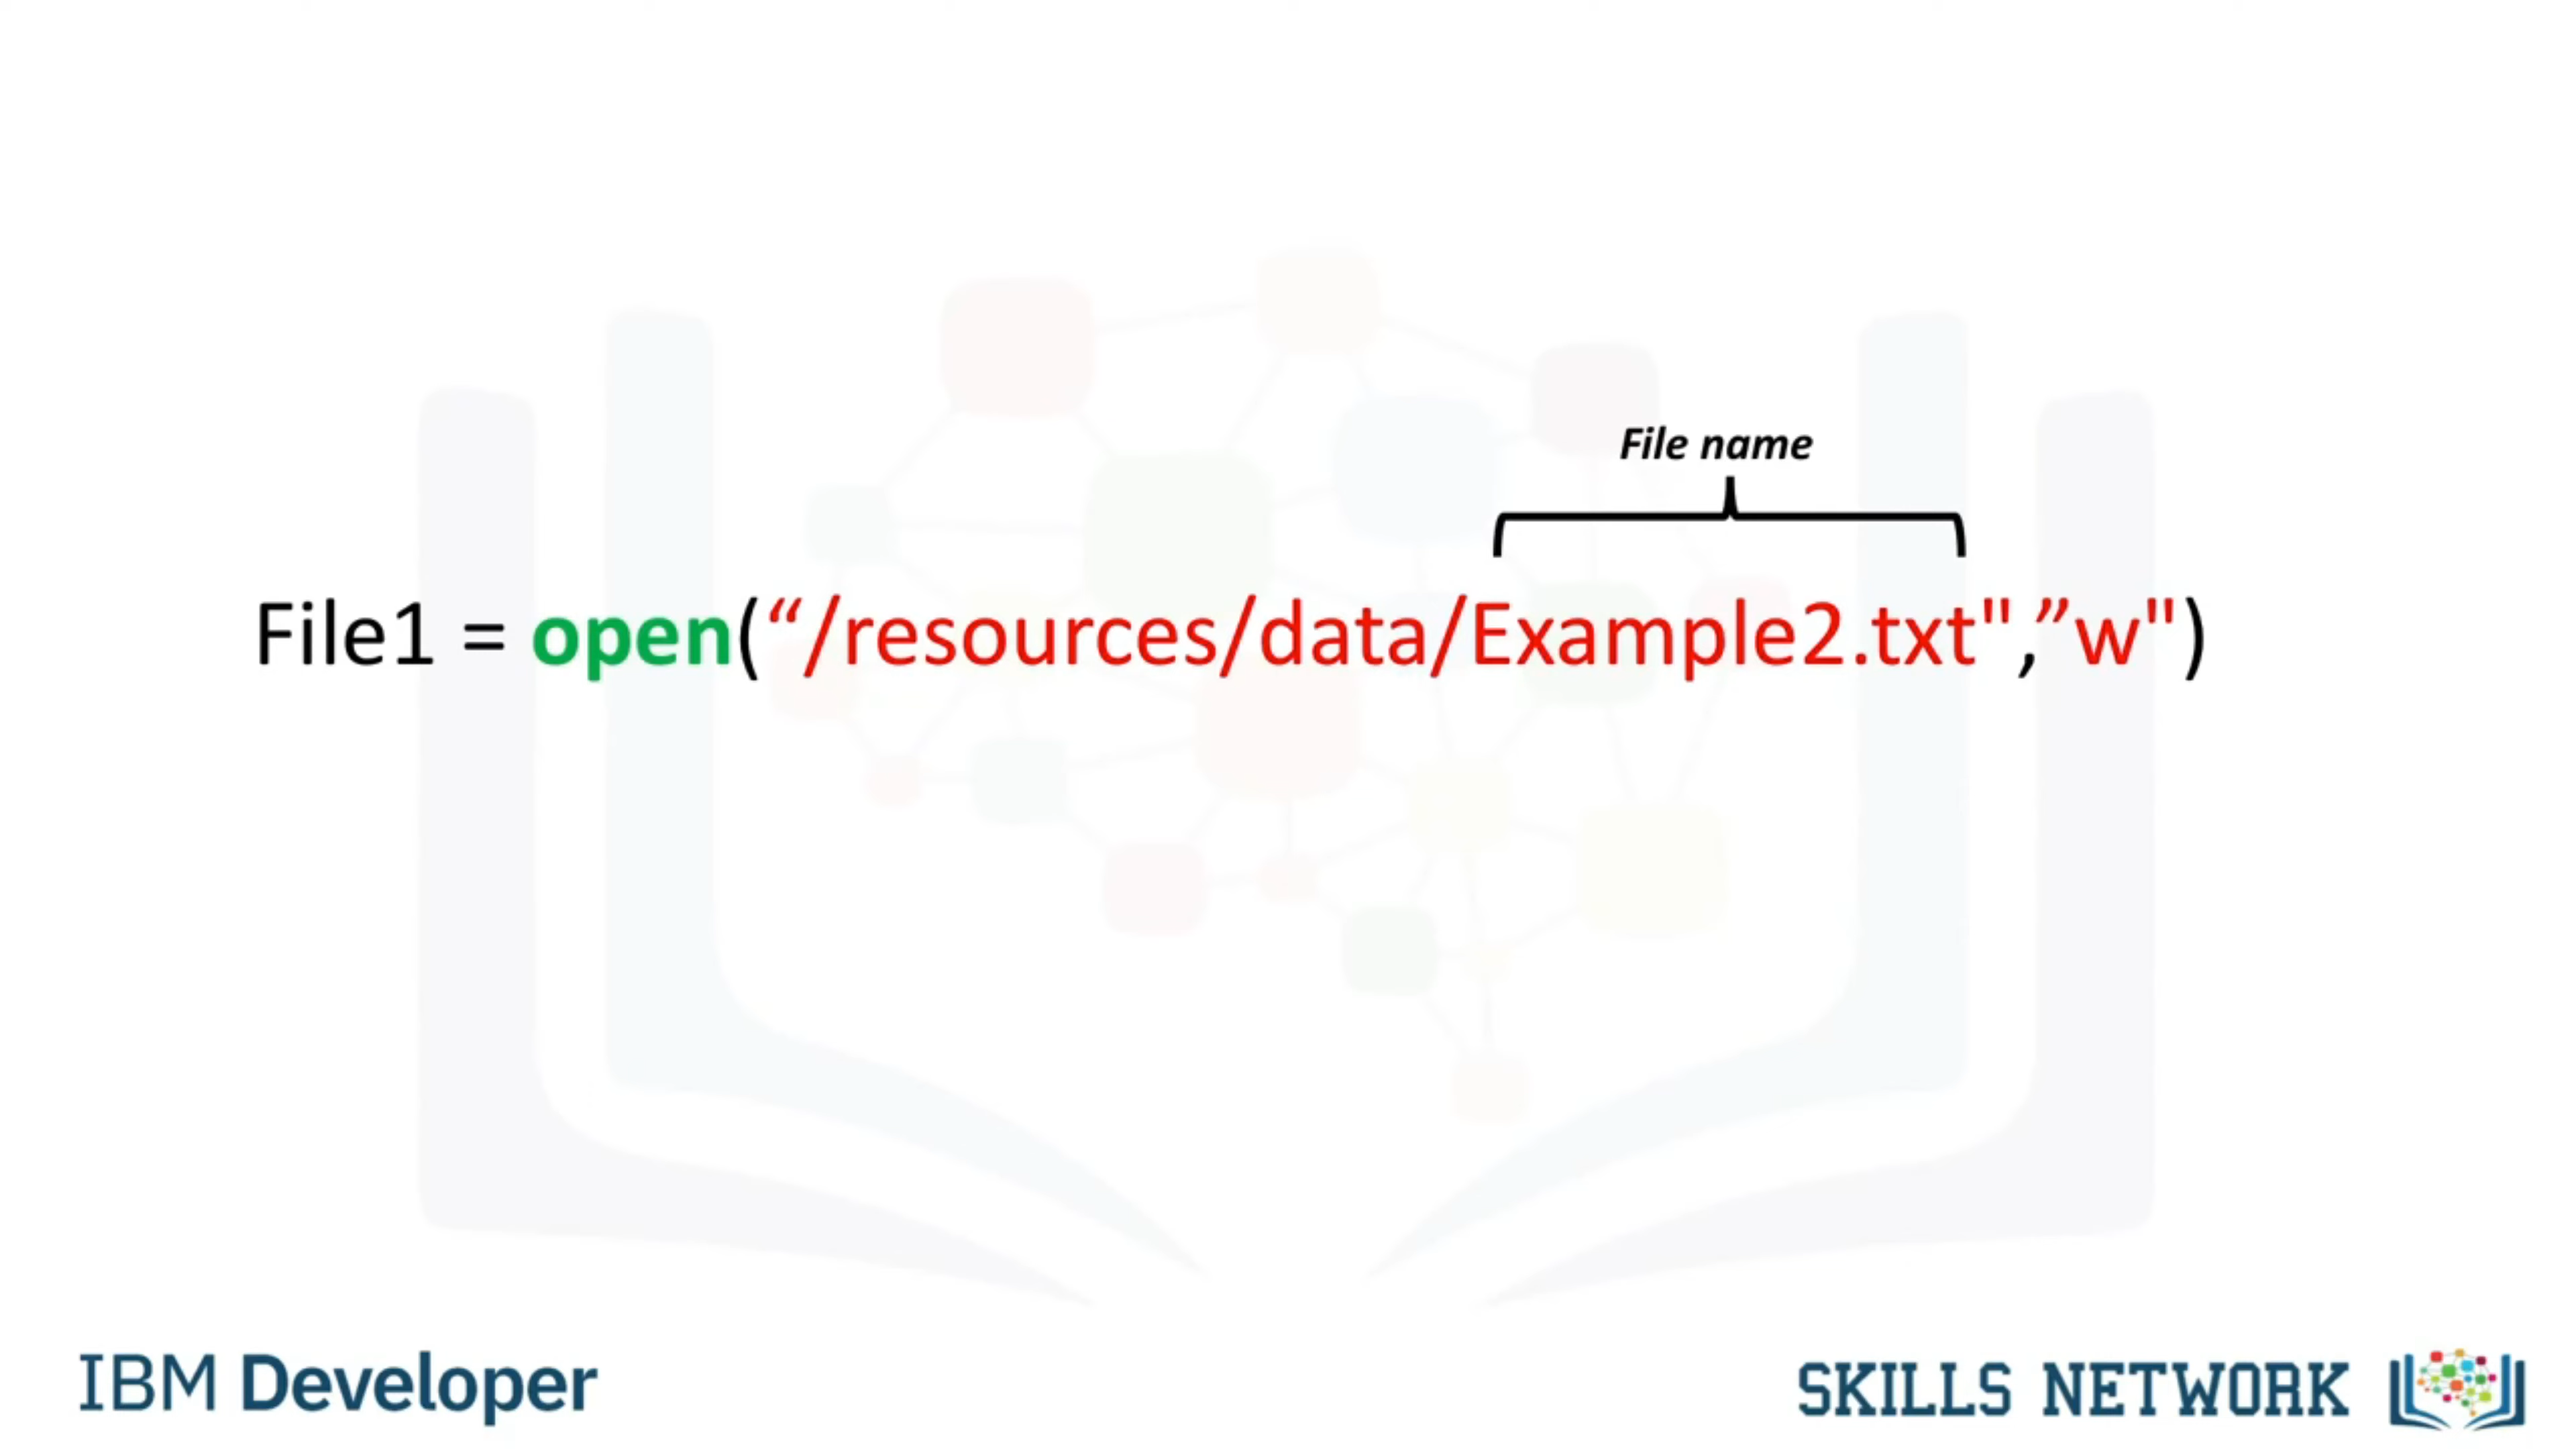 File name
File1 = open(“/resources/data/Example2.txt",”w")
IBM Developer
SKILLS NETWORK